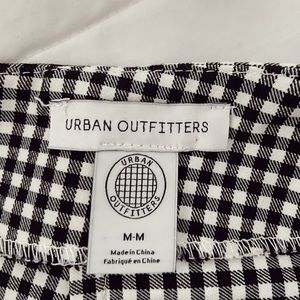 URBAN OUTFITTERS
URBAN
OUTFITTERS
M-M
Made in China
Fabriqué en Chine